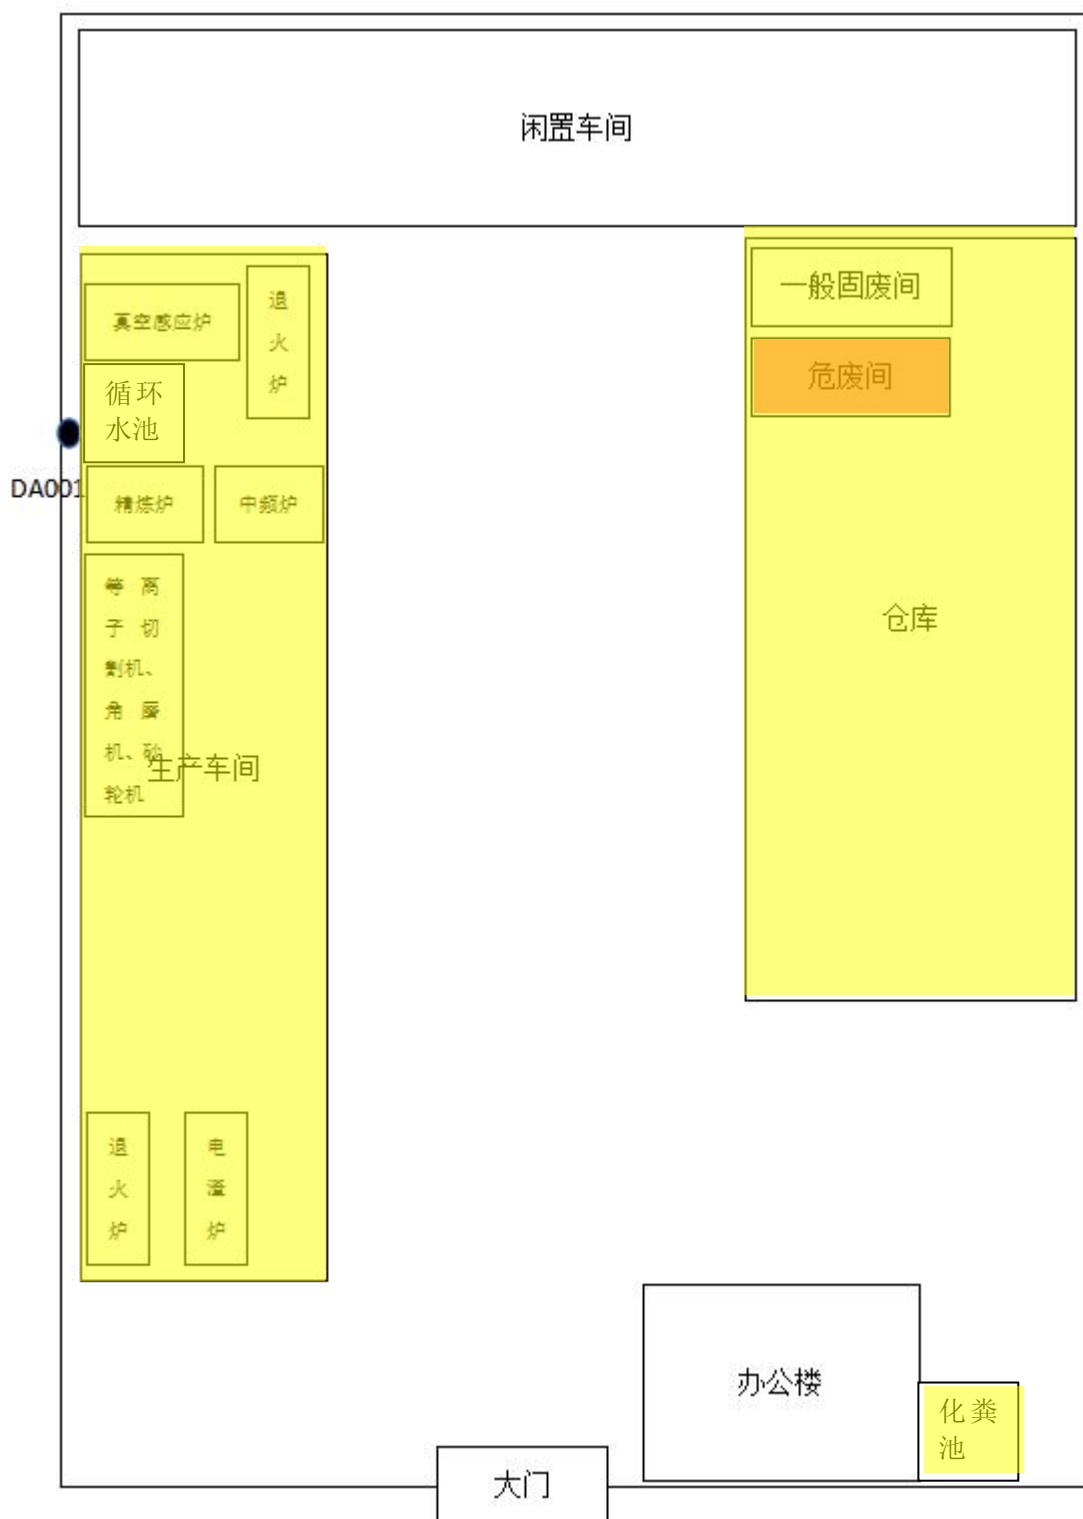 闲置车间
一般固废间
退
火
炉
真空感应炉
危废间
循环
水池
DA001
精炼炉
中频炉
等离
子切
割机、
角磨
机、砂
轮机
仓库
生产车间
退
火
炉
电
渣
炉
办公楼
化粪
池
大门